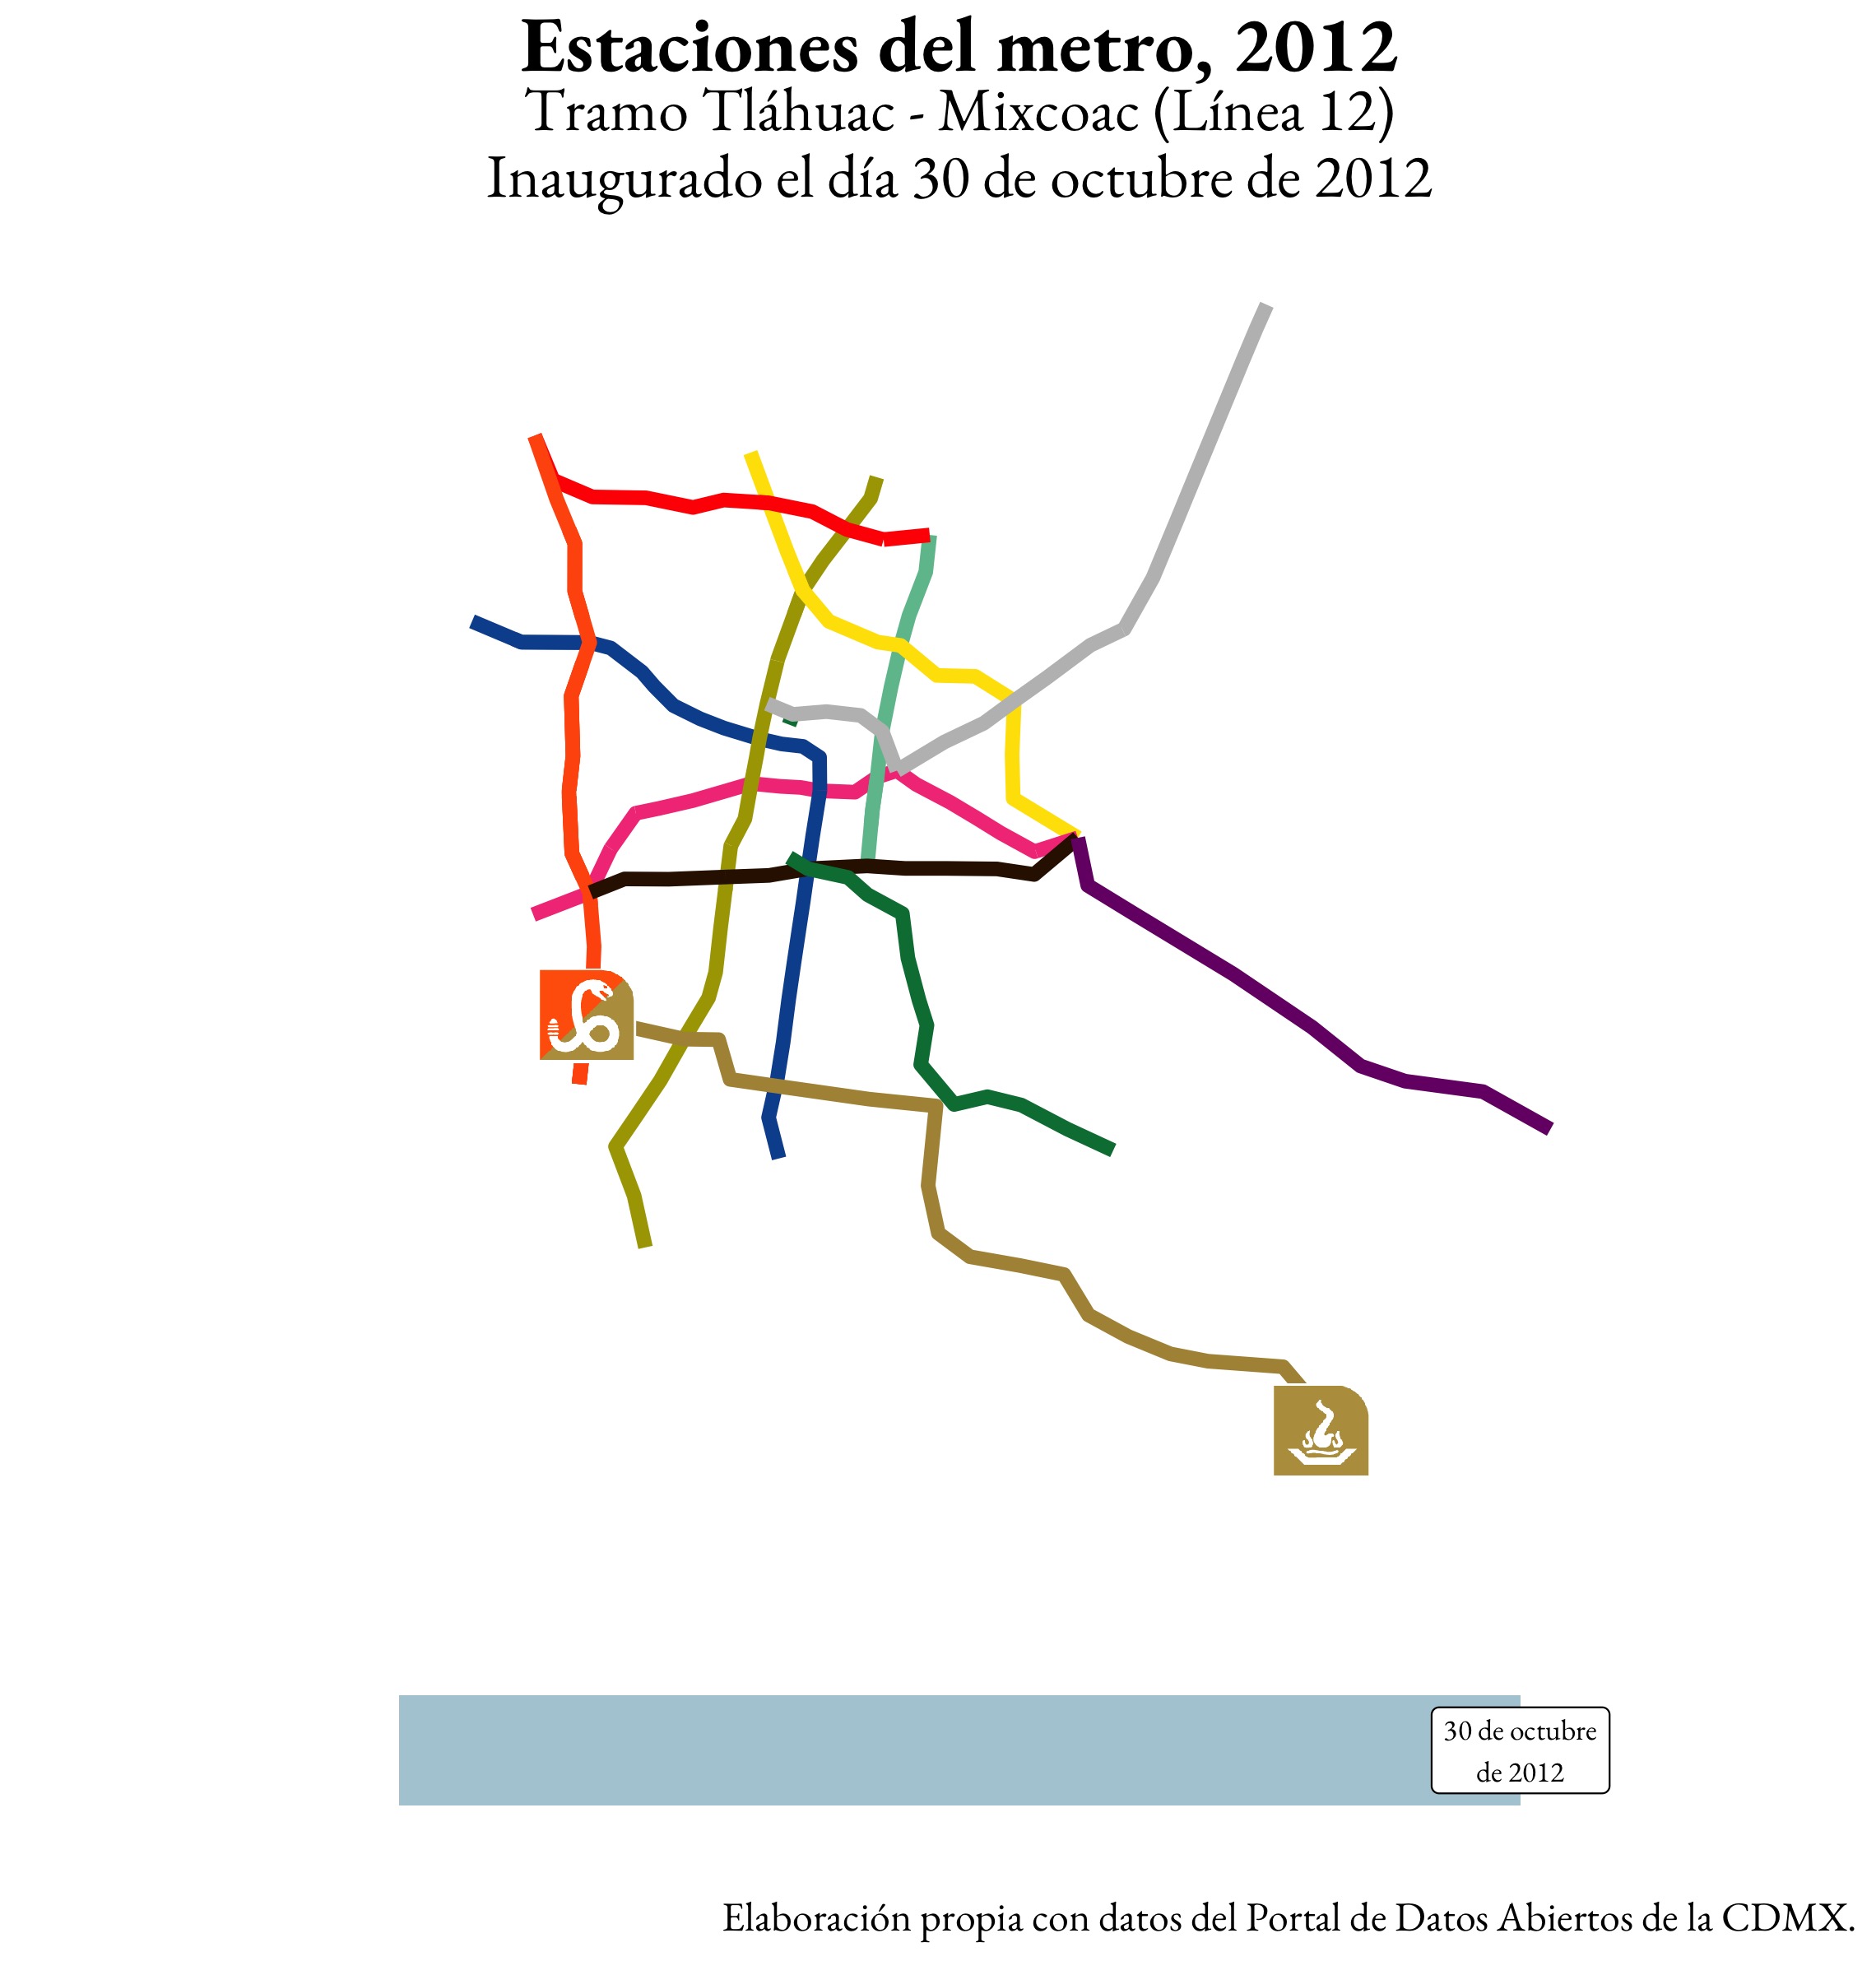 Estaciones del metro, 2012
Tramo Tláhuac - Mixcoac (Línea 12)
Inaugurado el día 30 de octubre de 2012
30 de octubre
de 2012
Elaboración propia con datos del Portal de Datos Abiertos de la CDMX.